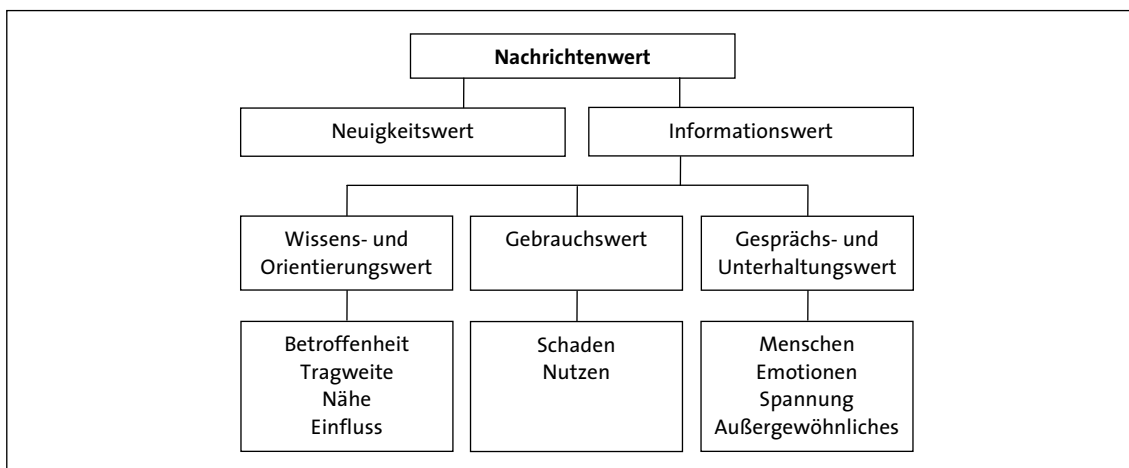 Nachrichtenwert
Neuigkeitswert
Informationswert
Wissens- und
Orientierungswert
Gebrauchswert
Gesprächs- und
Unterhaltungswert
Betroffenheit
Tragweite
Nähe
Einfluss
Schaden
Nutzen
Menschen
Emotionen
Spannung
Außergewöhnliches